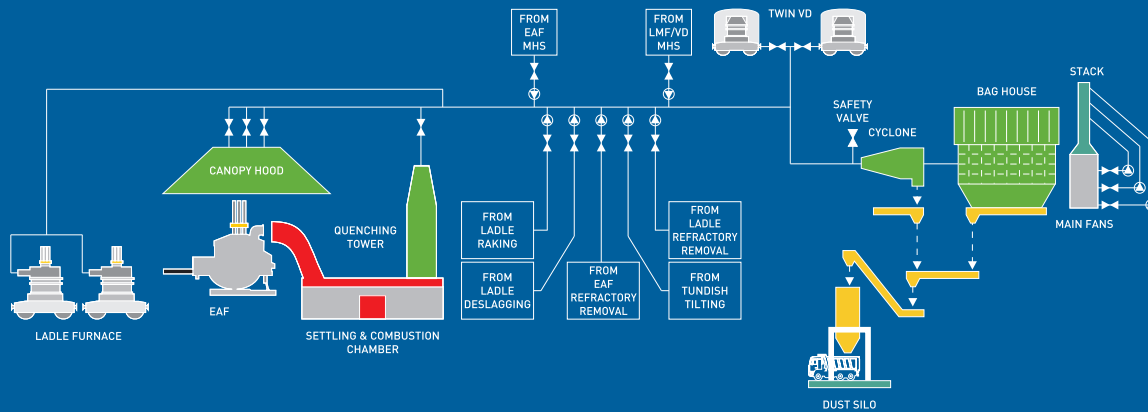 TWIN VD
FROM
EAF
MHS
FROM
LMF/VD
MHS
STACK
BAG HOUSE
SAFETY
VALVE
CYCLONE
CANOPY HOOD
QUENCHING
TOWER
FROM
LADLE
RAKING
FROM
LADLE
REFRACTORY
REMOVAL
MAIN FANS
FROM
LADLE
DESLAGGING
FROM
EAF
REFRACTORY
REMOVAL
FROM
TUNDISH
TILTING
LADLE FURNACE
EAF
SETTLING & COMBUSTION
CHAMBER
DUST SILO